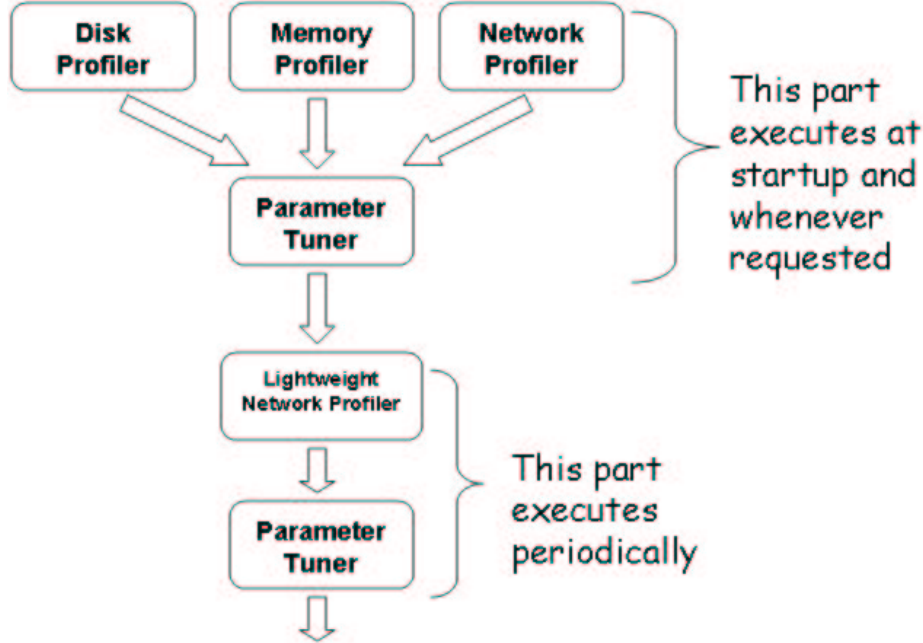 Disk
Profiler
Memory
Profiler
Network
Profiler
This part
executes at
startup and
whenever
requested
Parameter
Tuner
Lightweight
Network Profiler
This part
executes
periodically
Parameter
Tuner